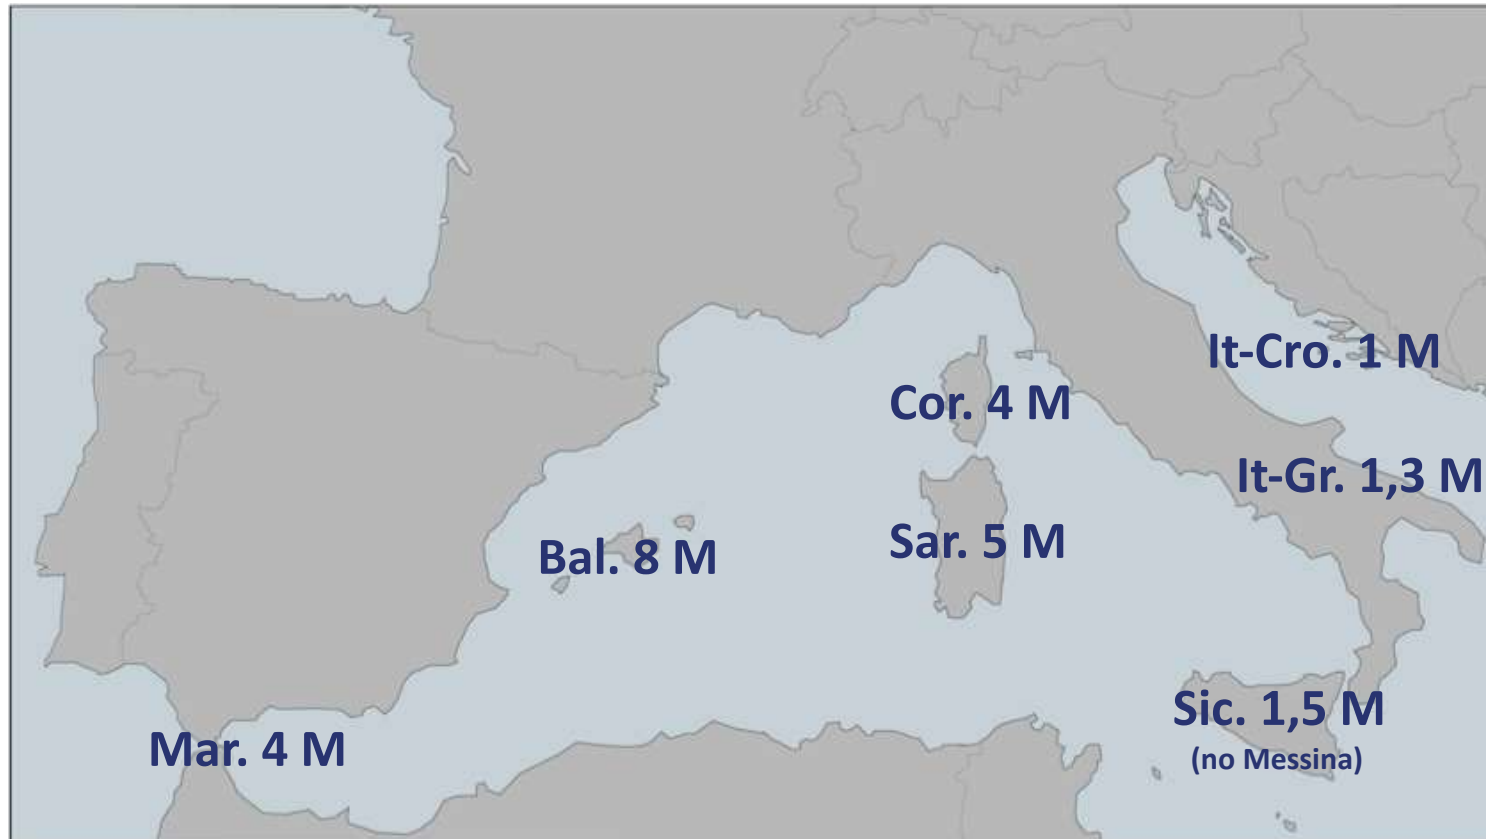 It-Cro. 1 M
Cor. 4 M
It-Gr. 1,3 M
Bal. 8 M
Sar. 5 M
Sic. 1,5 M
(no Messina)
Mar. 4 M